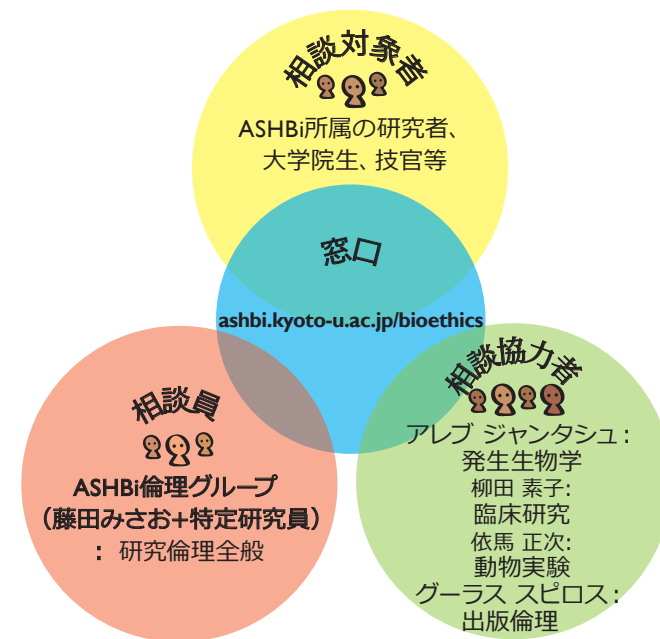 相談対象者
ASHBi所属の研究者、
大学院生、技官等
窓口
ashbi.kyoto-u.ac.jp/bioethics
相談員
ASHBi倫理グループ
（藤田みさお+特定研究員）
：研究倫理全般
相談協力者
アレブ ジャンタシュ：
発生生物学
柳田 素子：
臨床研究
依馬 正次：
動物実験
グーラス スピロス：
出版倫理